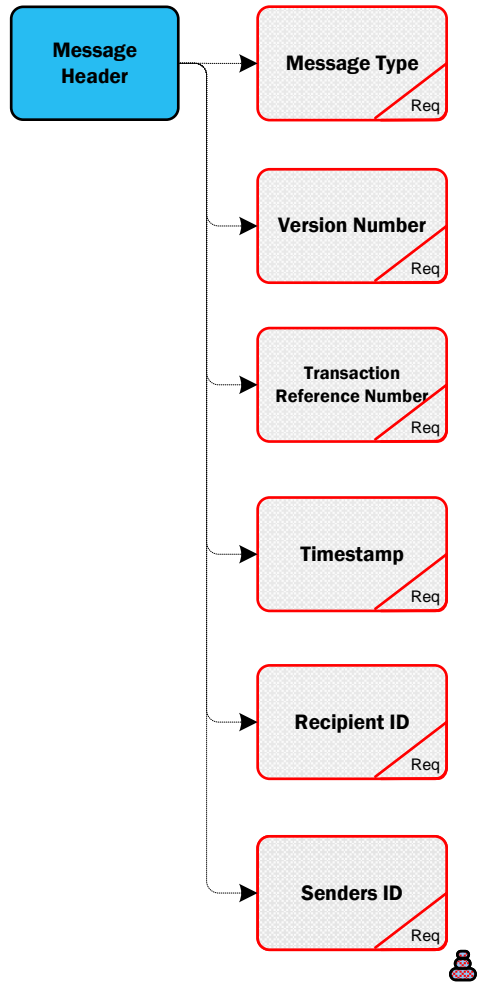 Message
Header
Message Type
Req
Version Number
Req
Transaction
Reference Number
Req
Timestamp
Req
Recipient ID
Req
Senders ID
Req